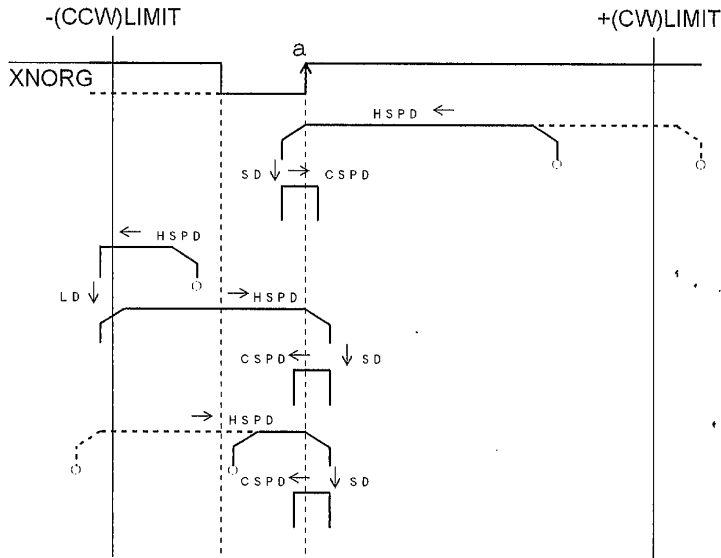 -(CCW)LIMIT
+(CW)LIMIT
a
XNORG
HSPD
SD
CSPD
HSPD
LD
HSPD
CSPD
SD
HSPD
CSPD
SD